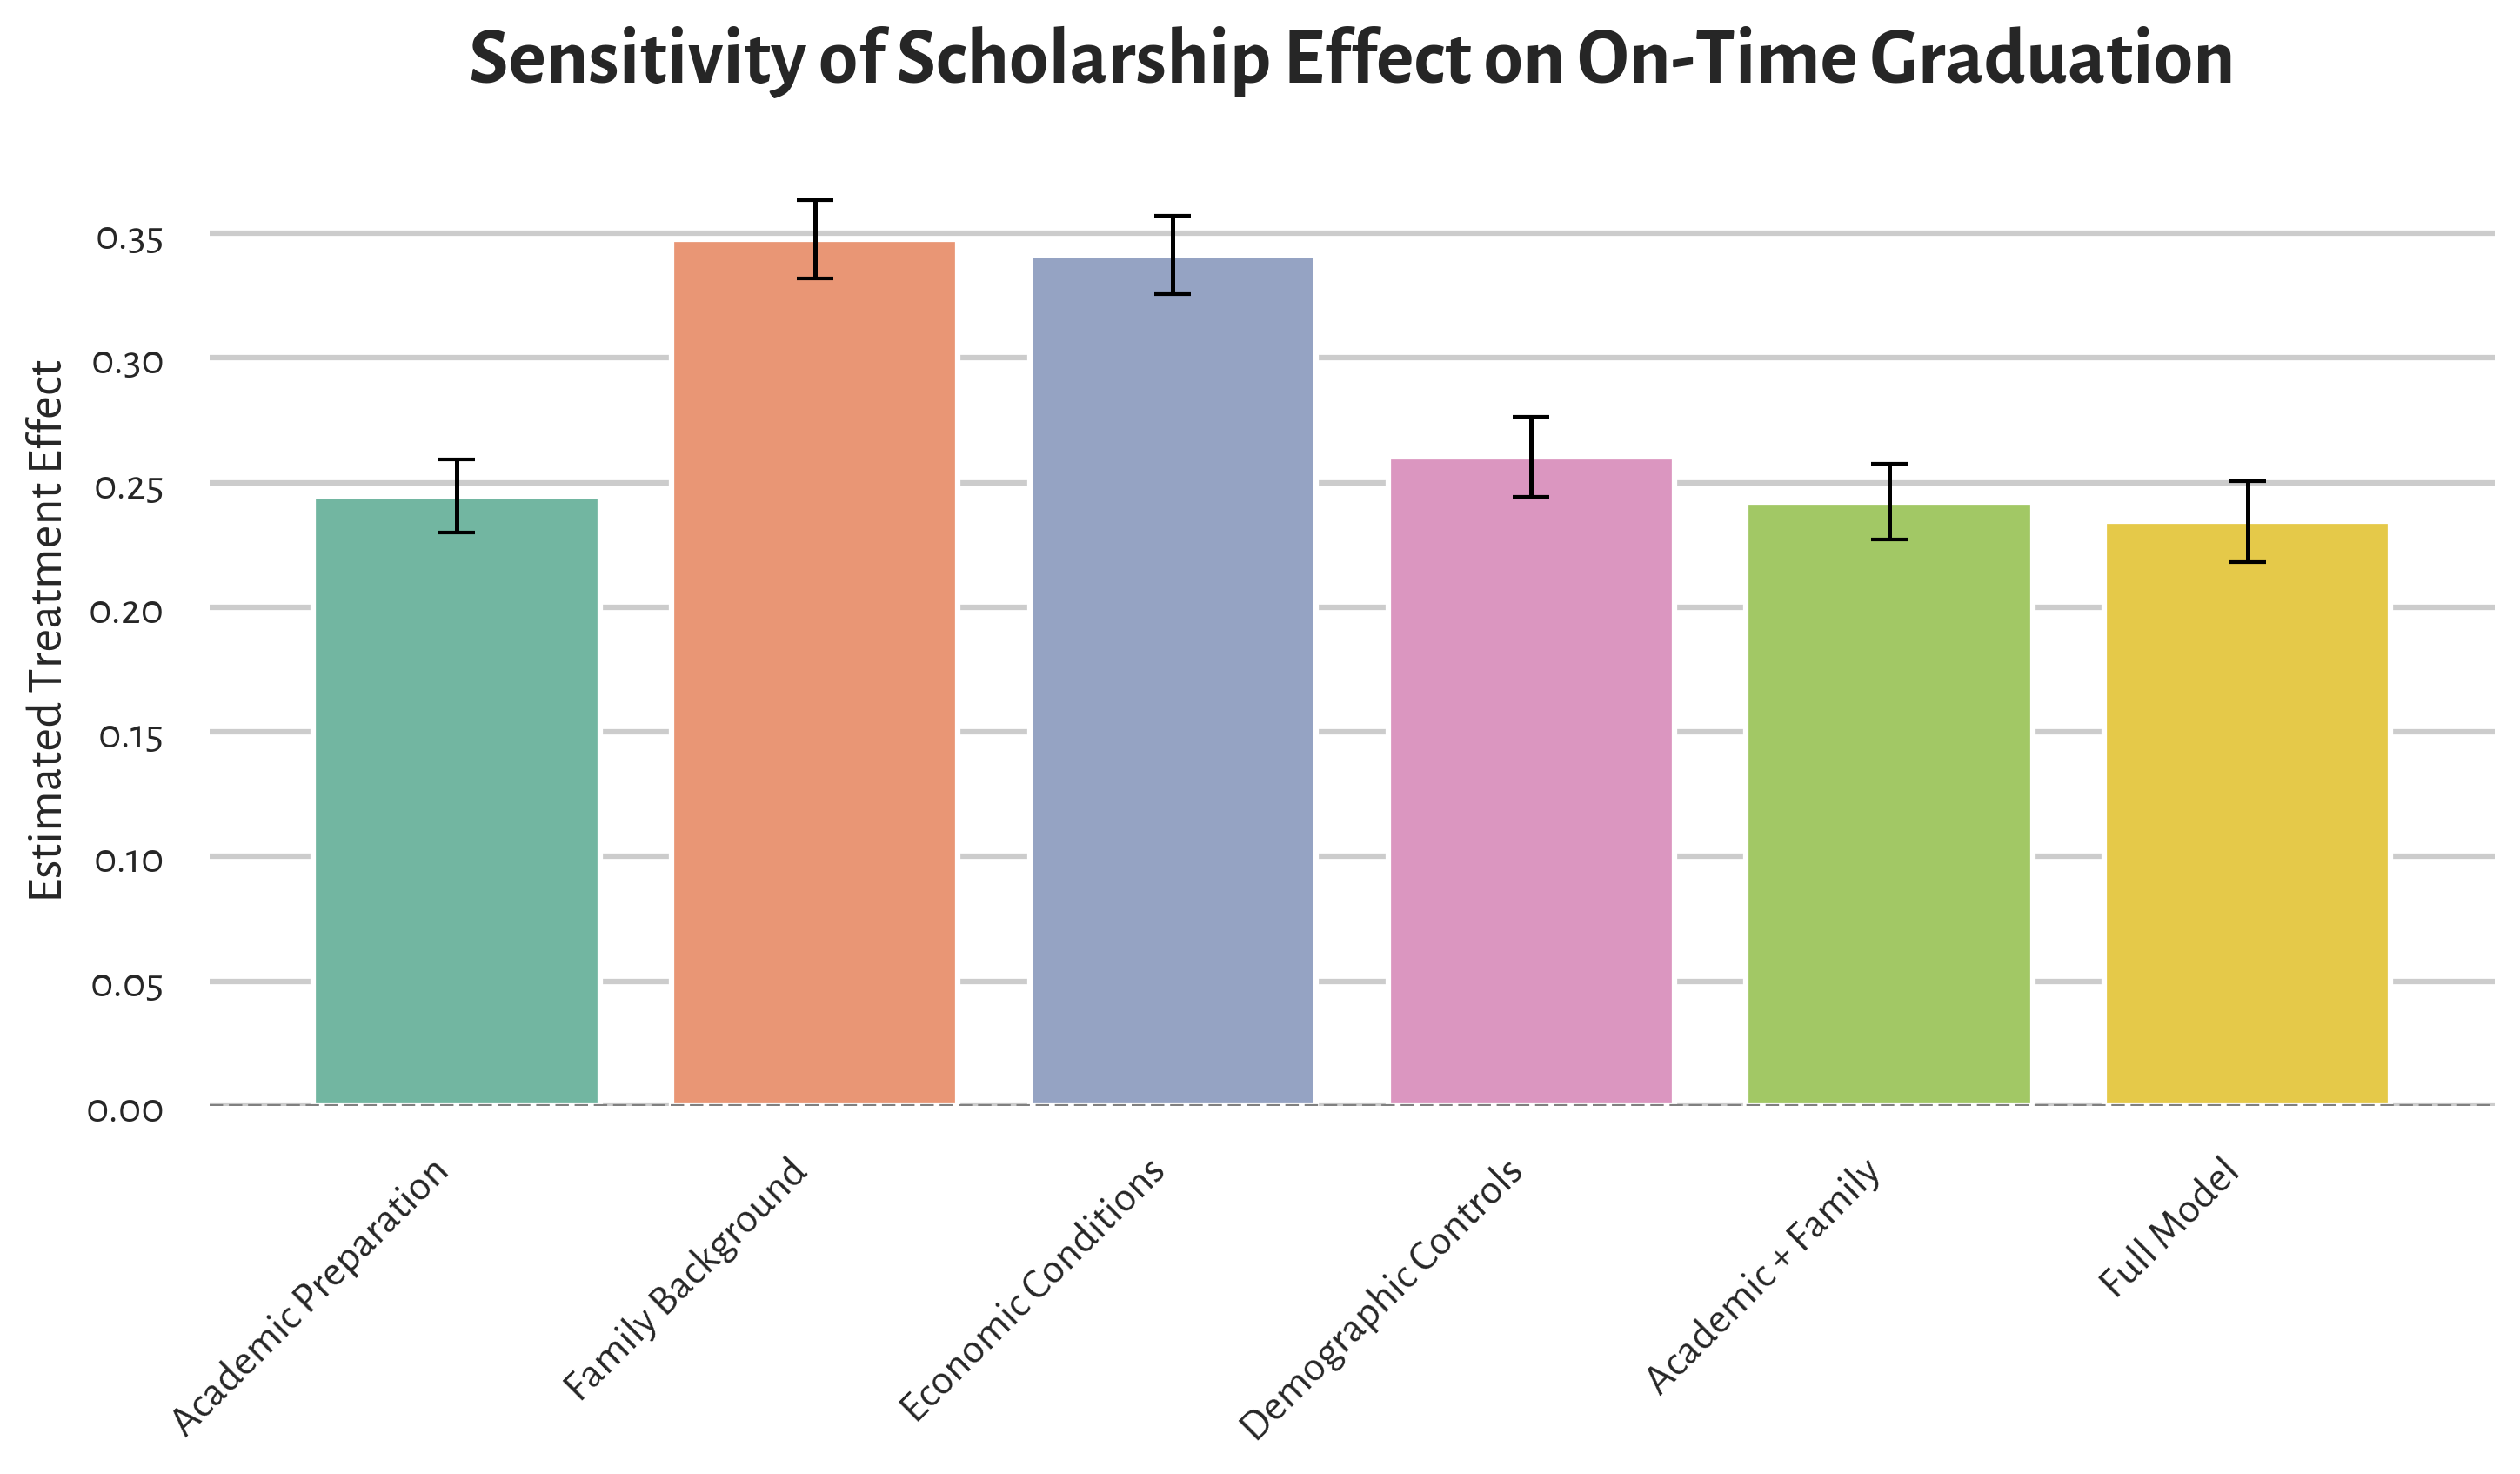 Sensitivity of Scholarship Effect on On-Time Graduation
Estimated Treatment Effect
0.35
0.30
0.25
0.20
0.15
0.10
0.05
0.00
Academic Preparation
Family Background
Economic Conditions
Demographic Controls
Academic + Family
Full Model